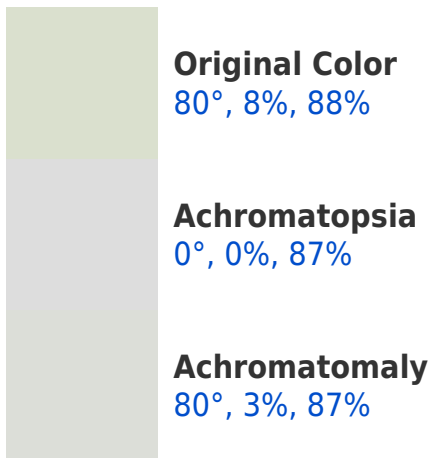 Original Color
80°, 8%, 88%
Achromatopsia
0°, 0%, 87%
Achromatomaly
80°, 3%, 87%